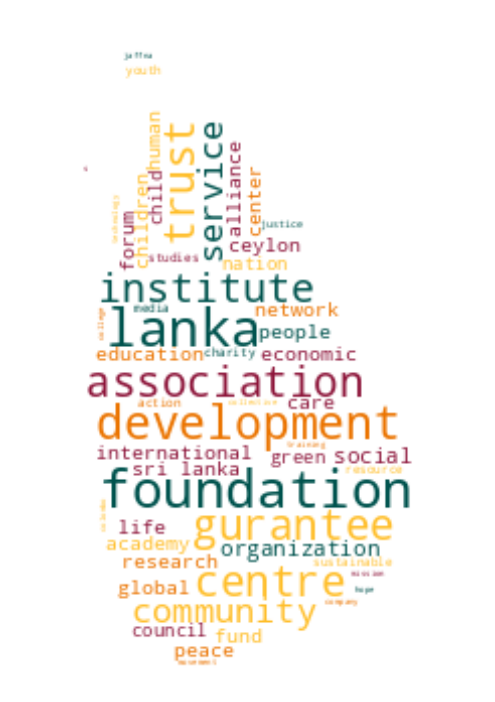 jaffna
youth
human
trust
service
child
children
alliance
center
technology
forum
justice
ceylon
studies
nation
institute
college
media
network
lanka
people
education charity economic
association
action collective care
development
training
international green social
sri lanka resource
foundation
life gurantee
academy organization
research sustainable
mission
global centre hope
company
community
council fund
peace
movement